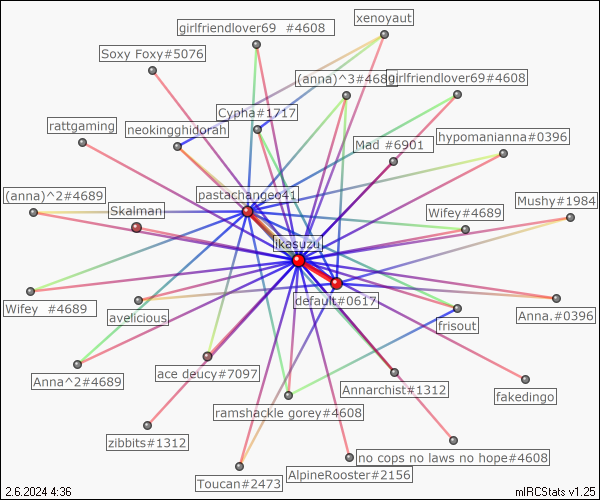 xenoyaut
girlfriendlover69 #4608
Soxy Foxy#5076
(anna)^3#4689
girlfriendlover69#4608
Cypha#1717
rattgaming
neokingghidorah
Mad #6901
hypomanianna#0396
(anna)^2#4689
pastachangeo41
Mushy#1984
Skalman
Wifey#4689
ikasuzu
default#0617
Wifey #4689
avelicious
frisout
Anna.#0396
Anna^2#4689
ace deucy#7097
Annarchist#1312
fakedingo
ramshackle gorey#4608
zibbits#1312
no cops no laws no hope#4608
Toucan#2473
AlpineRooster#2156
2.6.2024 4:36
mIRCStats v1.25